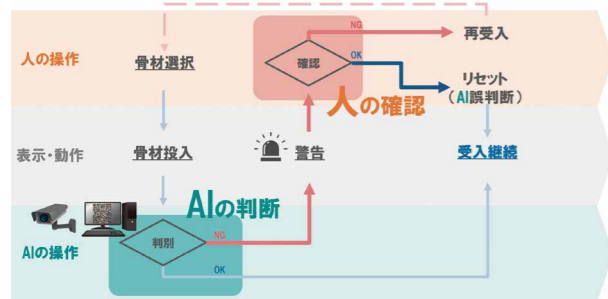 人の操作
骨材選択
確認
NG
OK
再受入
リセット
（AI誤判断）
人の確認
表示・動作
骨材投入
警告
受入継続
AIの判断
AIの操作
判別
NG
OK